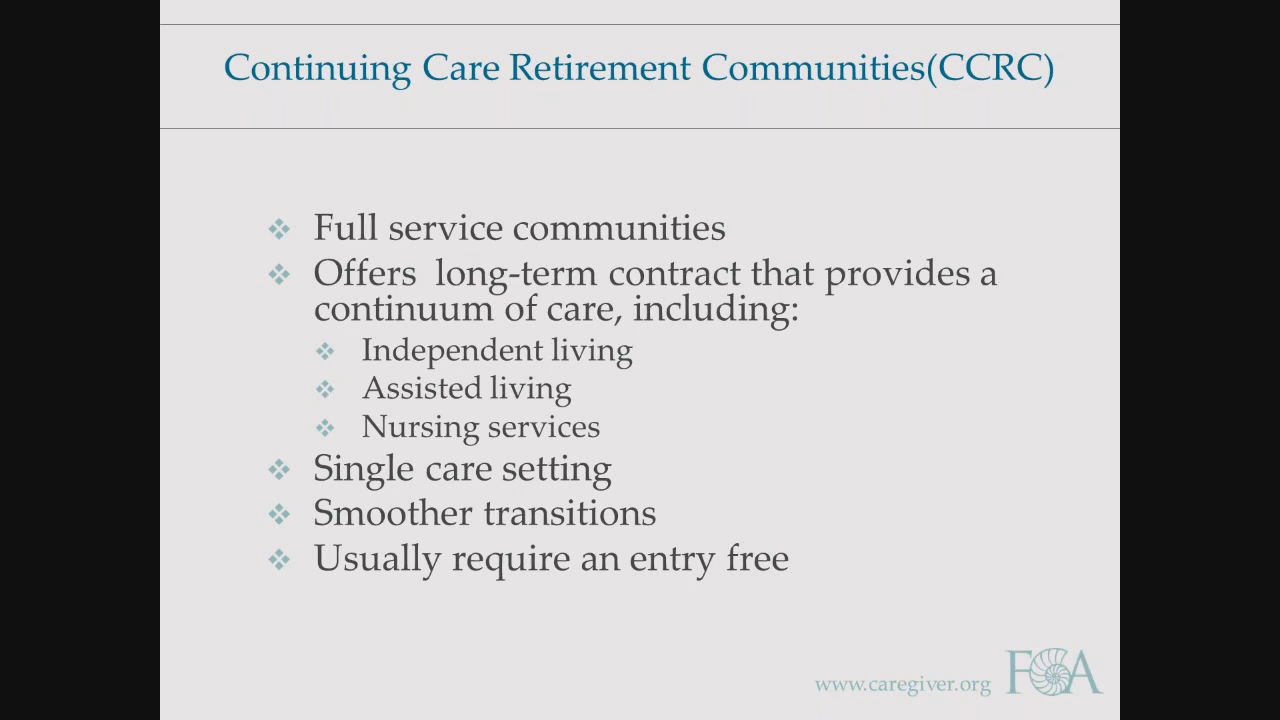 Continuing Care Retirement Communities(CCRC)
Full service communities
Offers long-term contract that provides a
continuum of care, including:
Independent living
Assisted living
Nursing services
Single care setting
Smoother transitions
Usually require an entry free
www.caregiver.org FCA